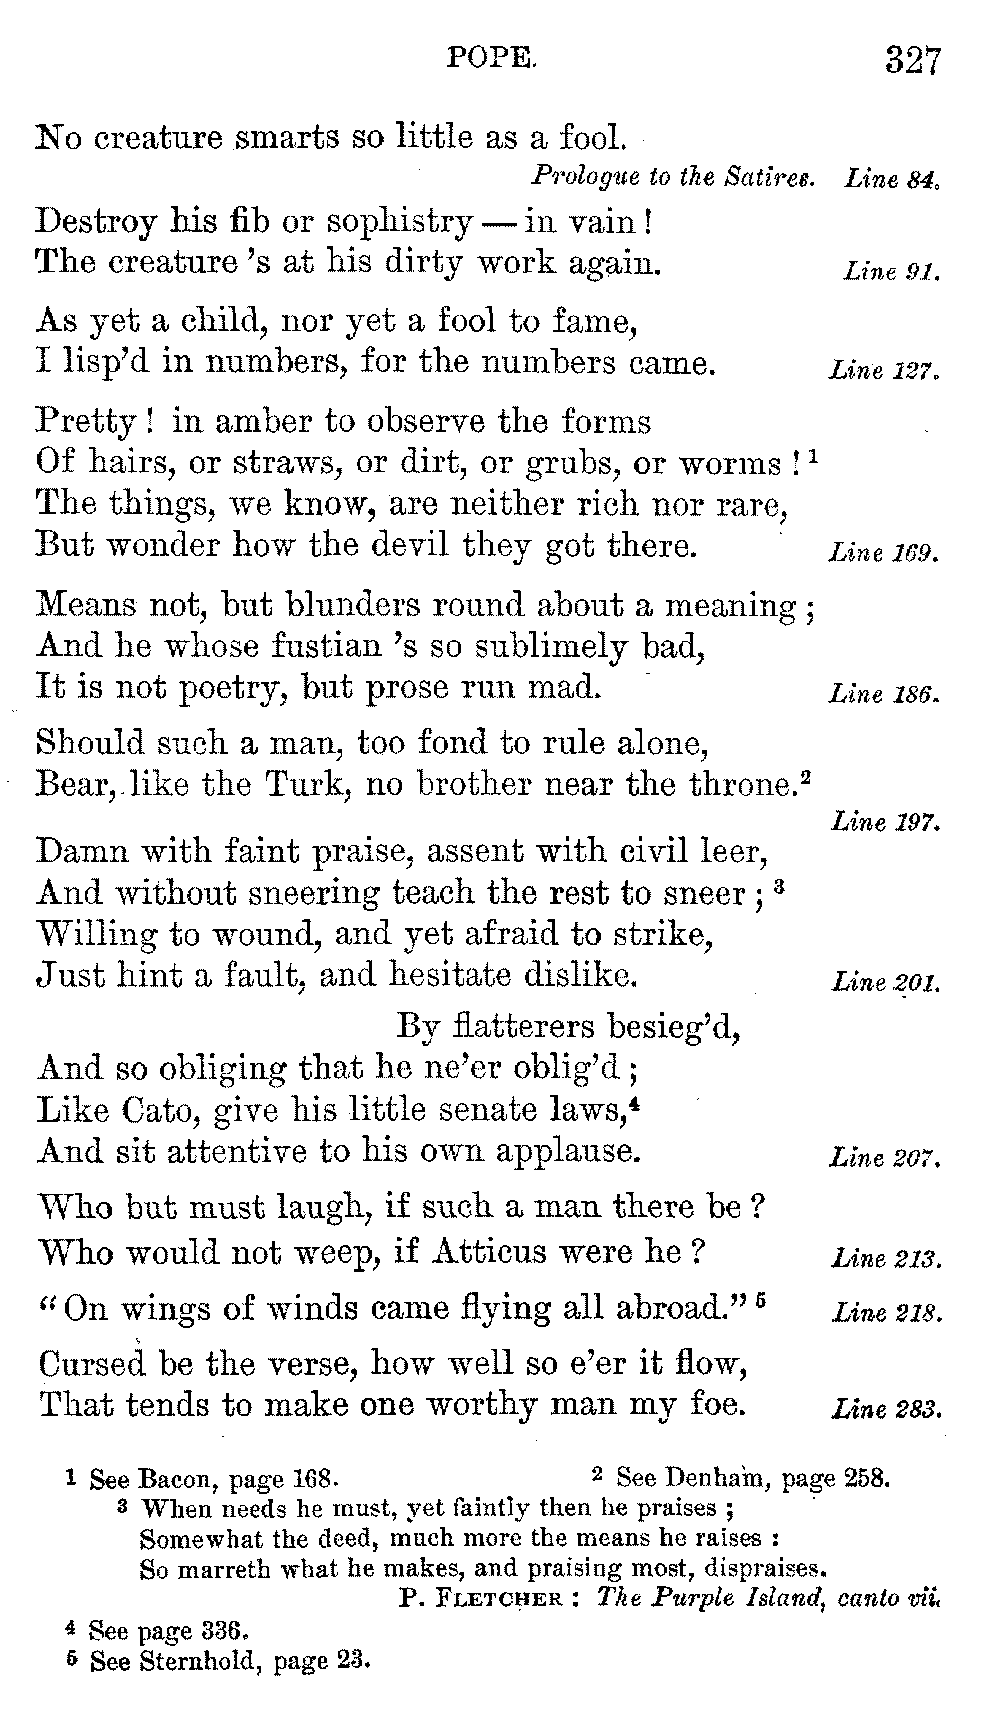 POPE. 327
No creature smarts so little as a fool.
Prologue to the Satires. Line 84.
Destroy his fib or sophistry — in vain !
The creature 's at his dirty work again. Line 91.
As yet a child, nor yet a fool to fame,
I lisp'd in numbers, for the numbers came. Line 127.
Pretty ! in amber to observe the forms
Of hairs, or straws, or dirt, or grubs, or worms ! ¹
The things, we know, are neither rich nor rare,
But wonder how the devil they got there. Line 169.
Means not, but blunders round about a meaning ;
And he whose fustian 's so sublimely bad,
It is not poetry, but prose run mad. Line 186.
Should such a man, too fond to rule alone,
Bear, like the Turk, no brother near the throne.²
Line 197.
Damn with faint praise, assent with civil leer,
And without sneering teach the rest to sneer ; ³
Willing to wound, and yet afraid to strike,
Just hint a fault, and hesitate dislike. Line 201.
By flatterers besieg'd,
And so obliging that he ne'er oblig'd ;
Like Cato, give his little senate laws,⁴
And sit attentive to his own applause. Line 207.
Who but must laugh, if such a man there be ?
Who would not weep, if Atticus were he ? Line 213.
“ On wings of winds came flying all abroad.” ⁵ Line 218.
Cursed be the verse, how well so e'er it flow,
That tends to make one worthy man my foe. Line 283.
1 See Bacon, page 168. 2 See Denham, page 258.
3 When needs he must, yet faintly then he praises ;
Somewhat the deed, much more the means he raises :
So marreth what he makes, and praising most, dispraises.
P. FLETCHER : The Purple Island, canto vii.
4 See page 336.
5 See Sternhold, page 23.